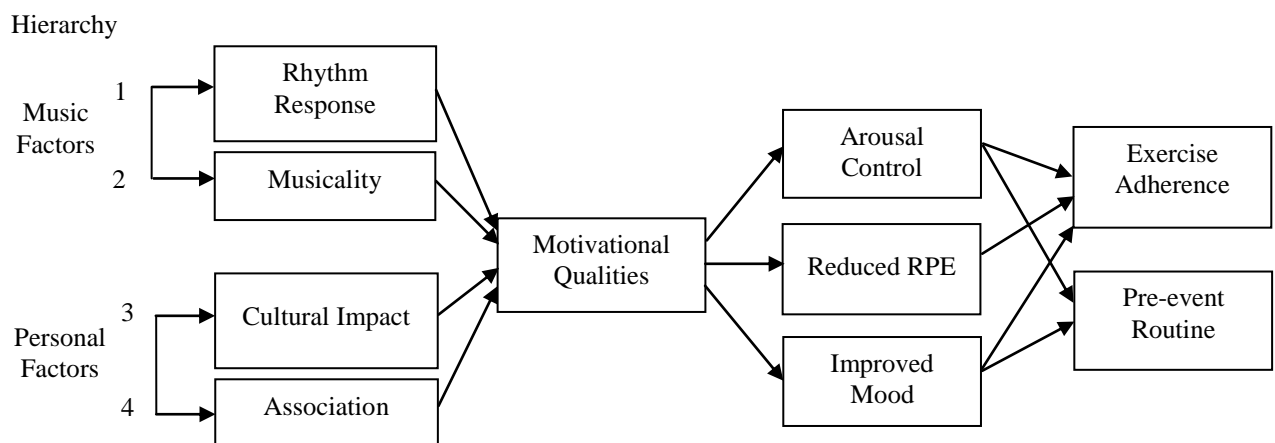 Hierarchy
Music
Factors
1
2
Personal
Factors
3
4
Rhythm
Response
Musicality
Cultural Impact
Association
Motivational
Qualities
Arousal
Control
Reduced RPE
Improved
Mood
Exercise
Adherence
Pre-event
Routine